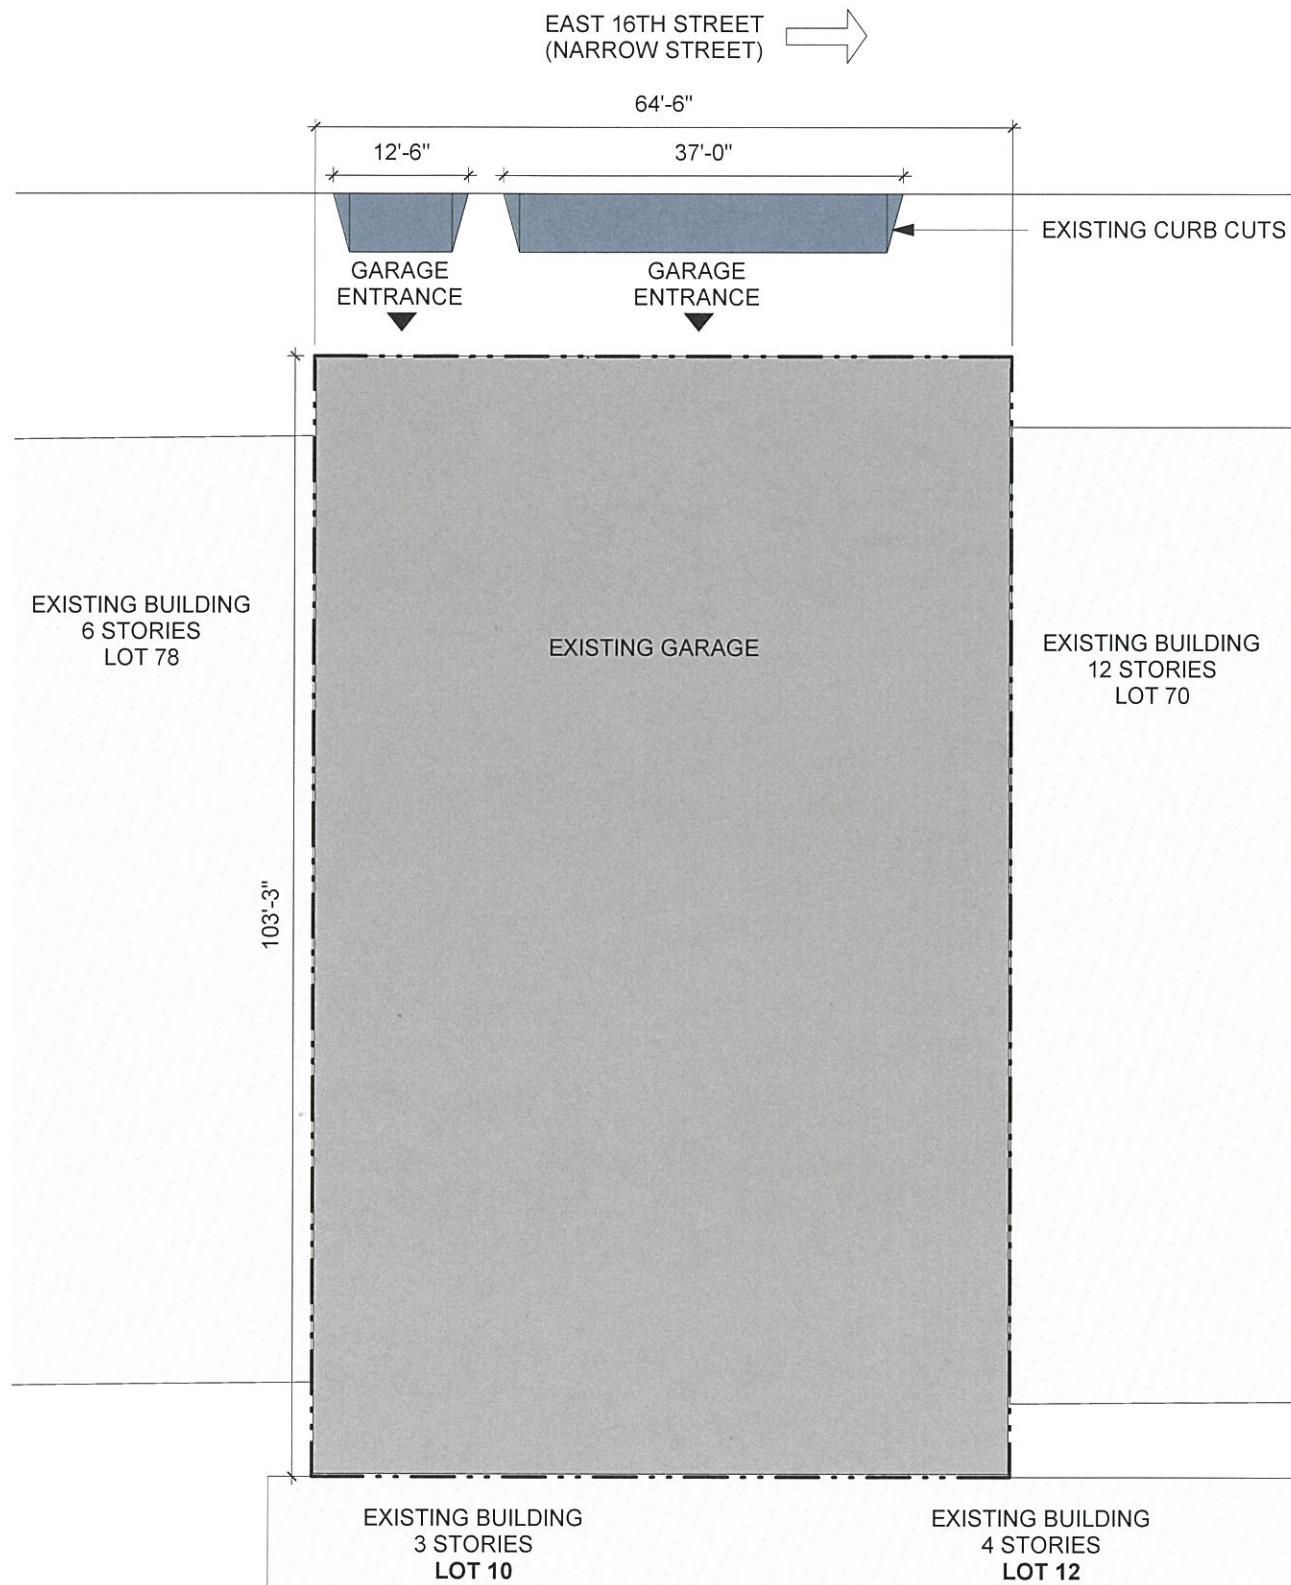 EAST 16TH STREET
(NARROW STREET)
64'-6"
12'-6"
37'-0"
EXISTING CURB CUTS
GARAGE
ENTRANCE
GARAGE
ENTRANCE
EXISTING BUILDING
6 STORIES
LOT 78
EXISTING GARAGE
EXISTING BUILDING
12 STORIES
LOT 70
103'-3"
EXISTING BUILDING
3 STORIES
LOT 10
EXISTING BUILDING
4 STORIES
LOT 12